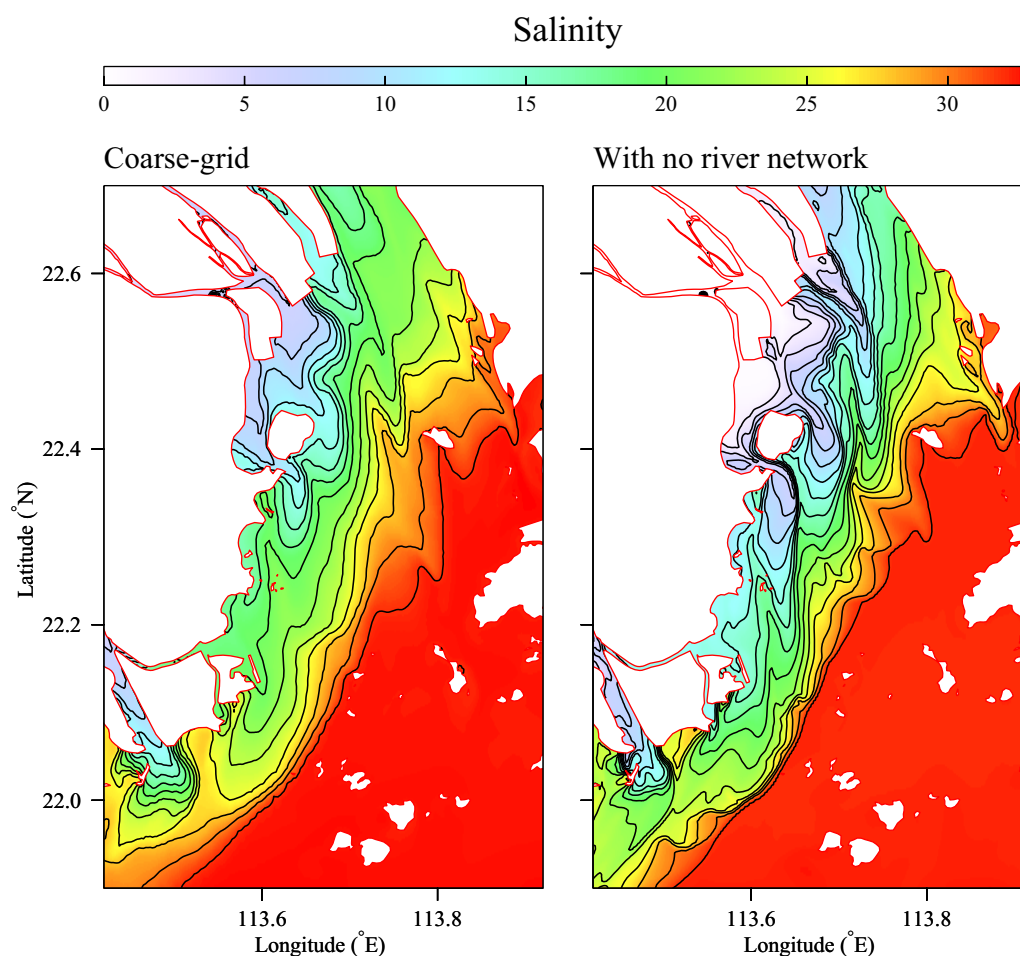 Salinity
0 5 10 15 20 25 30
Coarse-grid With no river network
22.6
22.4
22.2
22.0
Latitude (°N)
113.6 113.8 113.6 113.8
Longitude (°E) Longitude (°E)